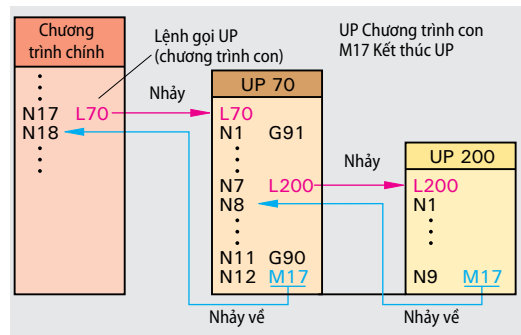 Chương
trình chính
Lệnh gọi UP
(chương trình con)
UP Chương trình con
M17 Kết thúc UP
N17 L70
N18
Nhảy
UP 70
L70
N1 G91
N7 L200
N8
N11 G90
N12 M17
Nhảy
UP 200
L200
N1
N9 M17
Nhảy về
Nhảy về